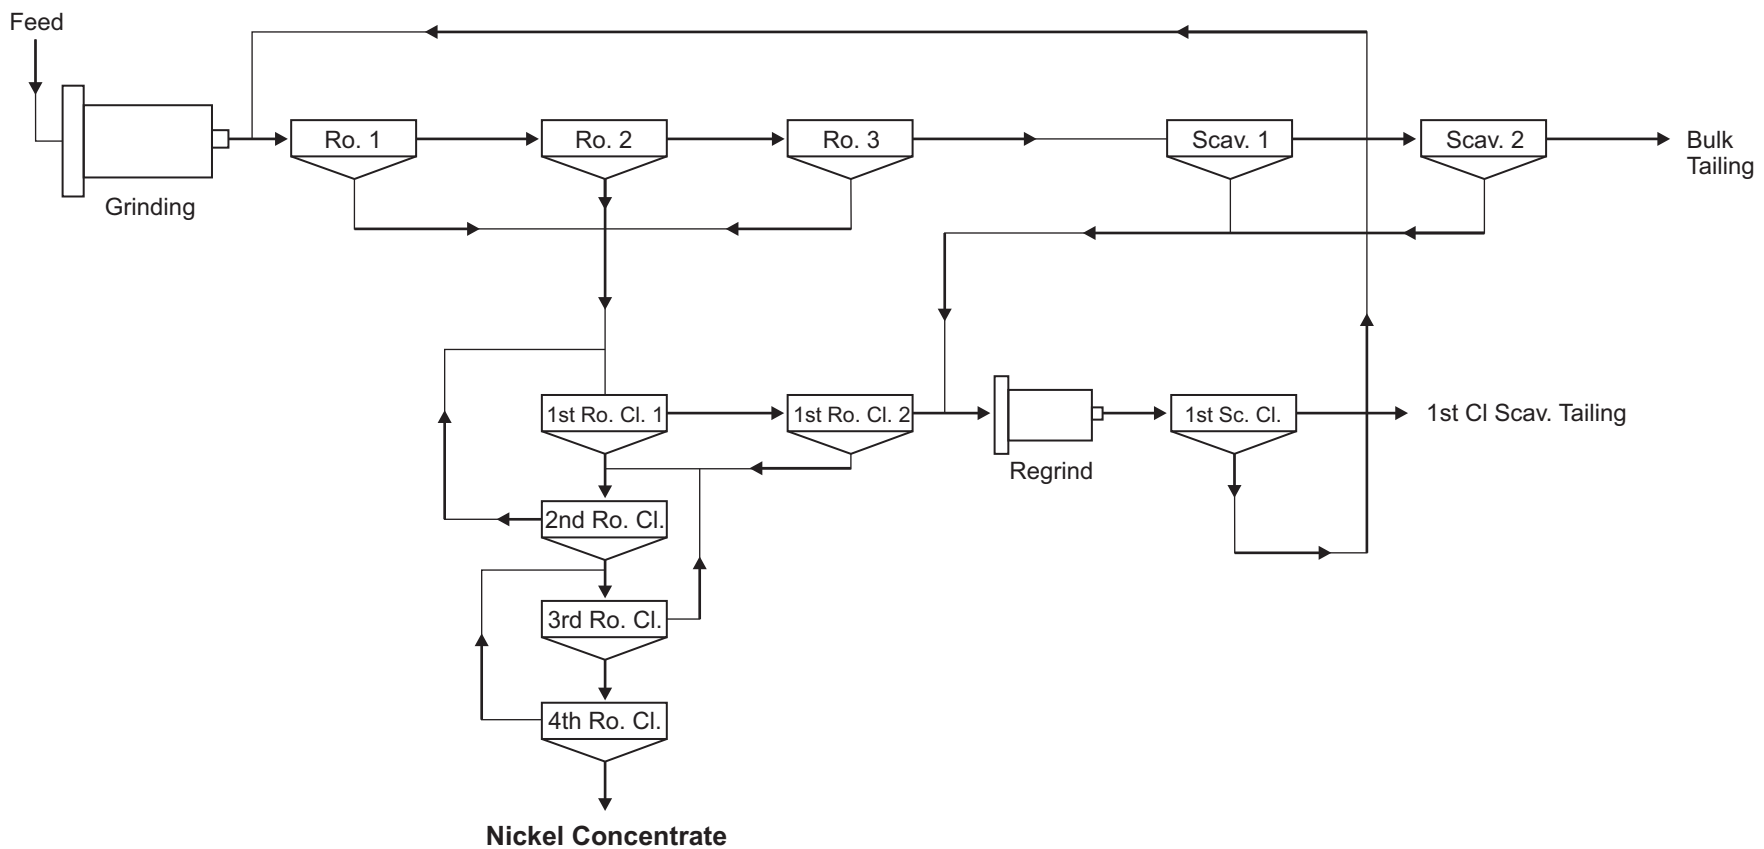 Feed
Ro. 1
Ro. 2
Ro. 3
Scav. 1
Scav. 2
Bulk
Tailing
Grinding
1st Ro. Cl. 1
1st Ro. Cl. 2
1st Sc. Cl.
1st Cl Scav. Tailing
Regrind
2nd Ro. Cl.
3rd Ro. Cl.
4th Ro. Cl.
Nickel Concentrate